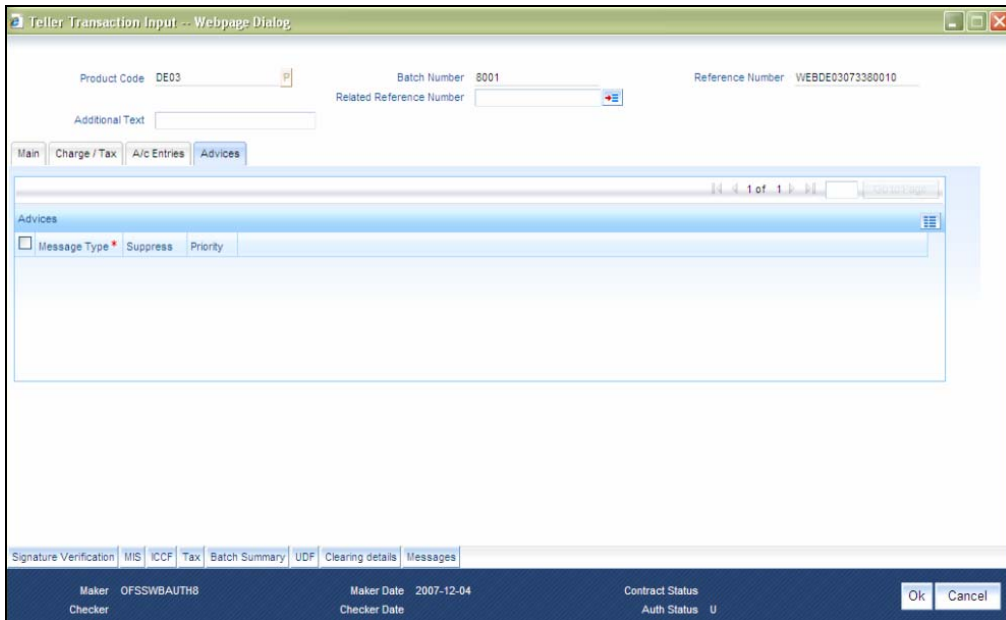 Teller Transaction Input -- Webpage Dialog
Product Code DE03 P Batch Number 8001 Reference Number WEBDE03073380010
Related Reference Number
Additional Text
Main Charge / Tax A/c Entries Advices
1 of 1 Go to Page
Advices
Message Type * Suppress Priority
Signature Verification MIS ICCF Tax Batch Summary UDF Clearing details Messages
Maker OFSSWBAUTH8 Maker Date 2007-12-04 Contract Status
Checker Checker Date Auth Status U
Ok Cancel